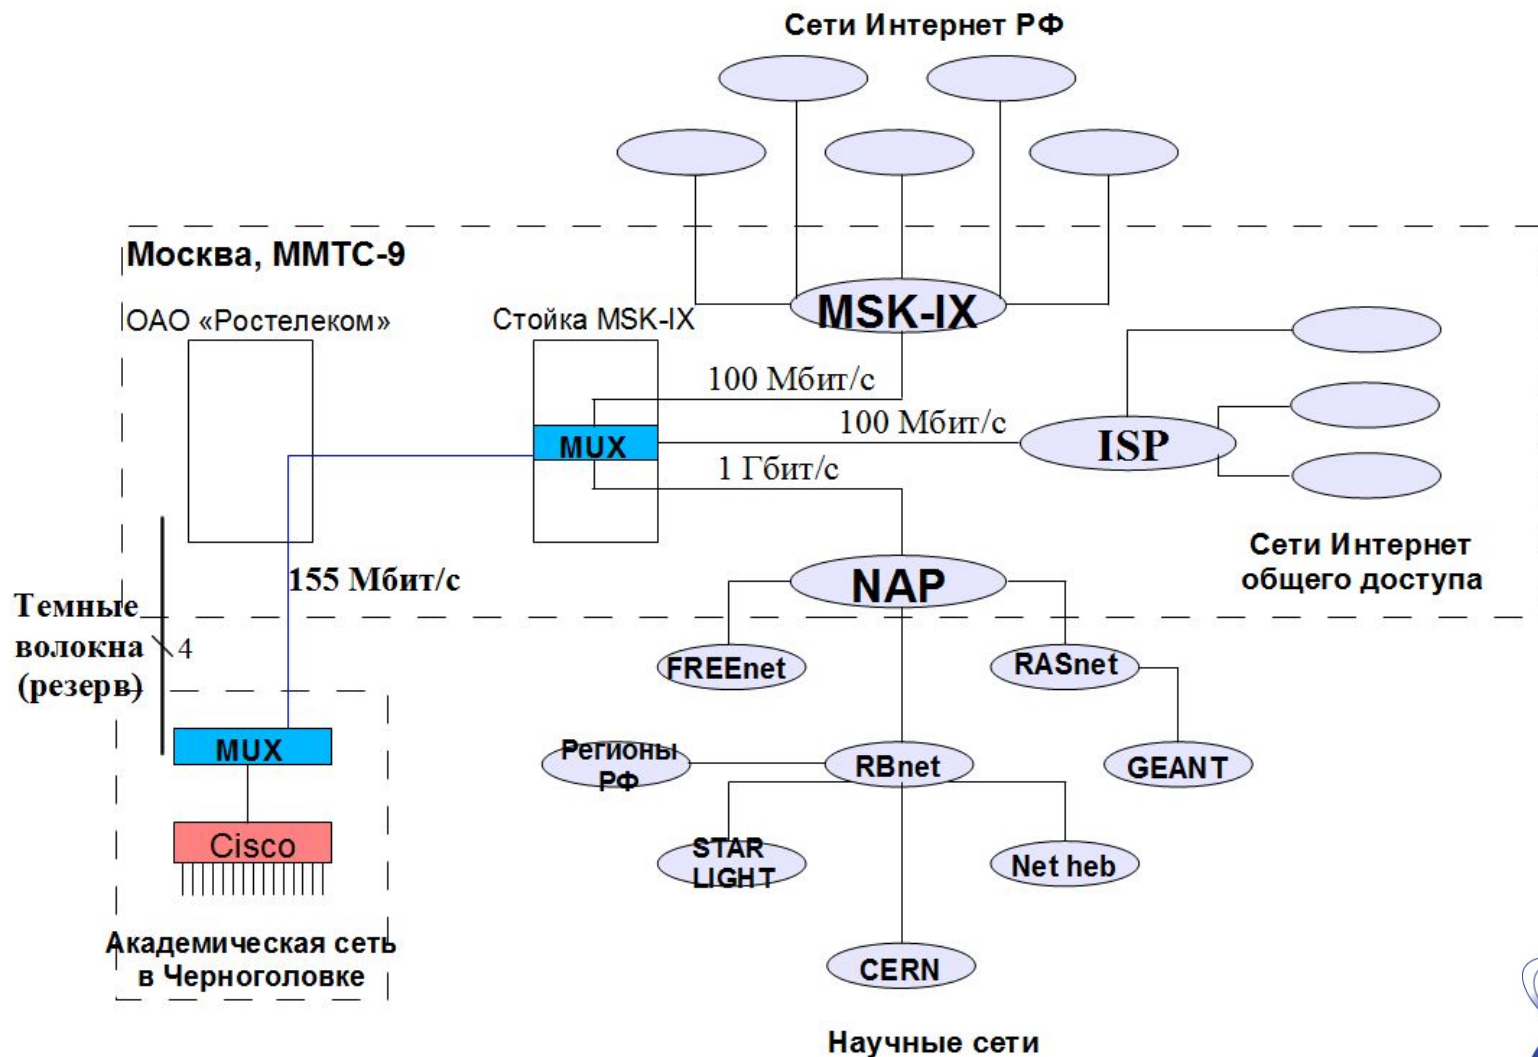 Сети Интернет РФ
Москва, ММТС-9
ОАО «Ростелеком»
Стойка MSK-IX
MSK-IX
100 Мбит/с
100 Мбит/с
MUX
ISP
1 Гбит/с
Сети Интернет
общего доступа
155 Мбит/с
NAP
Темные
волокна
(резерв)
4
FREEnet
RASnet
MUX
Регионы
РФ
RBnet
GEANT
Cisco
STAR
LIGHT
Net heb
Академическая сеть
в Черноголовке
CERN
Научные сети